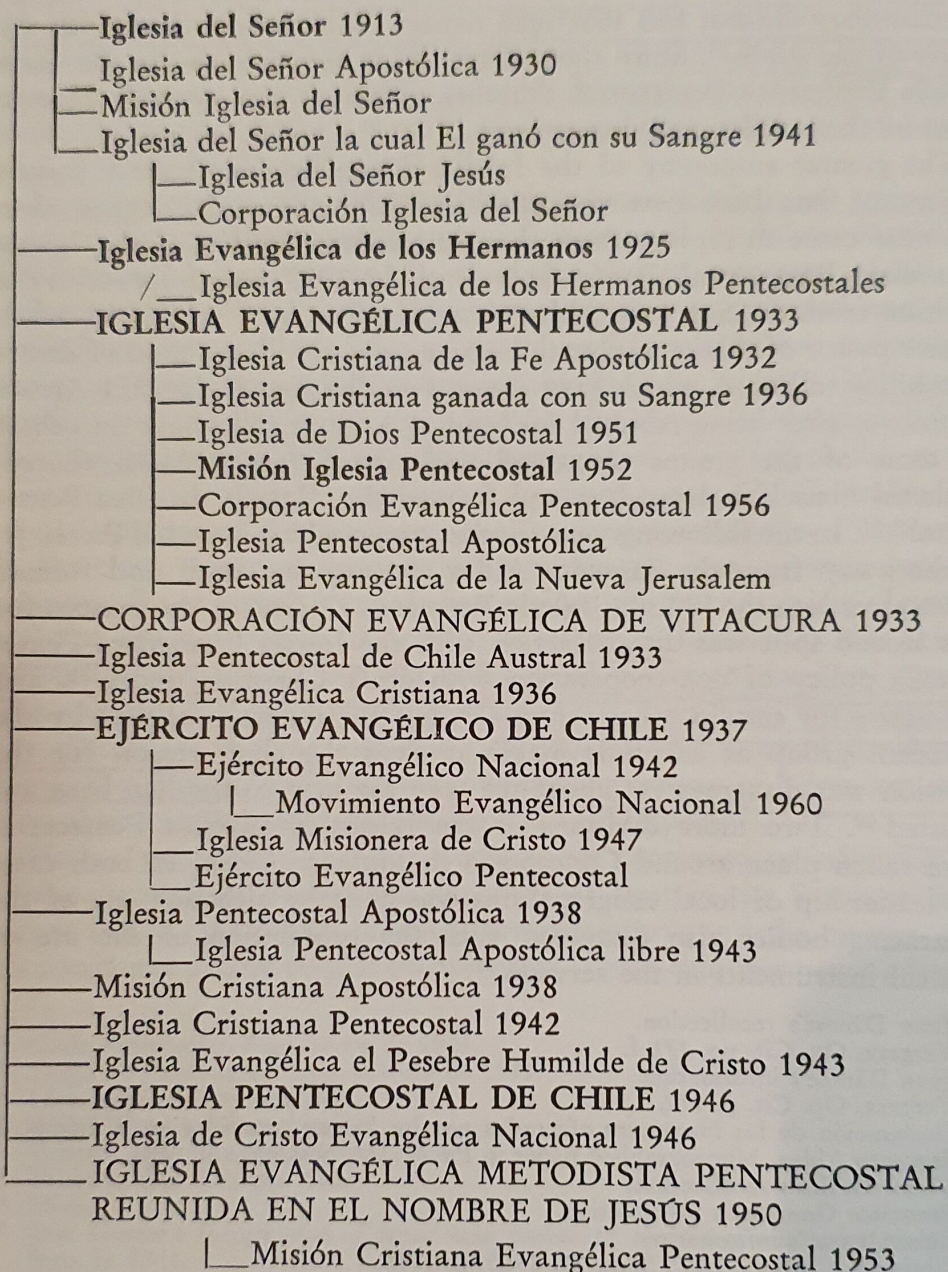 Iglesia del Señor 1913
Iglesia del Señor Apostólica 1930
Misión Iglesia del Señor
Iglesia del Señor la cual El ganó con su Sangre 1941
Iglesia del Señor Jesús
Corporación Iglesia del Señor
Iglesia Evangélica de los Hermanos 1925
Iglesia Evangélica de los Hermanos Pentecostales
IGLESIA EVANGÉLICA PENTECOSTAL 1933
Iglesia Cristiana de la Fe Apostólica 1932
Iglesia Cristiana ganada con su Sangre 1936
Iglesia de Dios Pentecostal 1951
Misión Iglesia Pentecostal 1952
Corporación Evangélica Pentecostal 1956
Iglesia Pentecostal Apostólica
Iglesia Evangélica de la Nueva Jerusalem
CORPORACIÓN EVANGÉLICA DE VITACURA 1933
Iglesia Pentecostal de Chile Austral 1933
Iglesia Evangélica Cristiana 1936
EJÉRCITO EVANGÉLICO DE CHILE 1937
Ejército Evangélico Nacional 1942
Movimiento Evangélico Nacional 1960
Iglesia Misionera de Cristo 1947
Ejército Evangélico Pentecostal
Iglesia Pentecostal Apostólica 1938
Iglesia Pentecostal Apostólica libre 1943
Misión Cristiana Apostólica 1938
Iglesia Cristiana Pentecostal 1942
Iglesia Evangélica el Pesebre Humilde de Cristo 1943
IGLESIA PENTECOSTAL DE CHILE 1946
Iglesia de Cristo Evangélica Nacional 1946
IGLESIA EVANGÉLICA METODISTA PENTECOSTAL
REUNIDA EN EL NOMBRE DE JESÚS 1950
Misión Cristiana Evangélica Pentecostal 1953